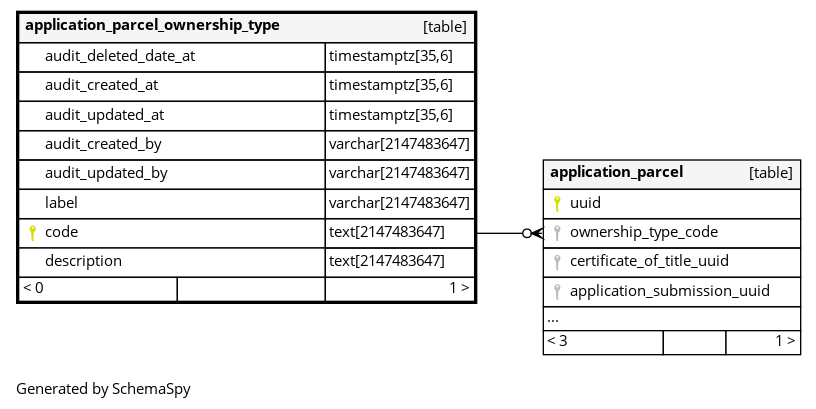 application_parcel_ownership_type [table]
audit_deleted_date_at timestamptz[35,6]
audit_created_at timestamptz[35,6]
audit_updated_at timestamptz[35,6]
audit_created_by varchar[2147483647]
audit_updated_by varchar[2147483647]
label varchar[2147483647]
code text[2147483647]
description text[2147483647]
< 0 1 >
application_parcel [table]
uuid
ownership_type_code
certificate_of_title_uuid
application_submission_uuid
...
< 3 1 >
Generated by SchemaSpy